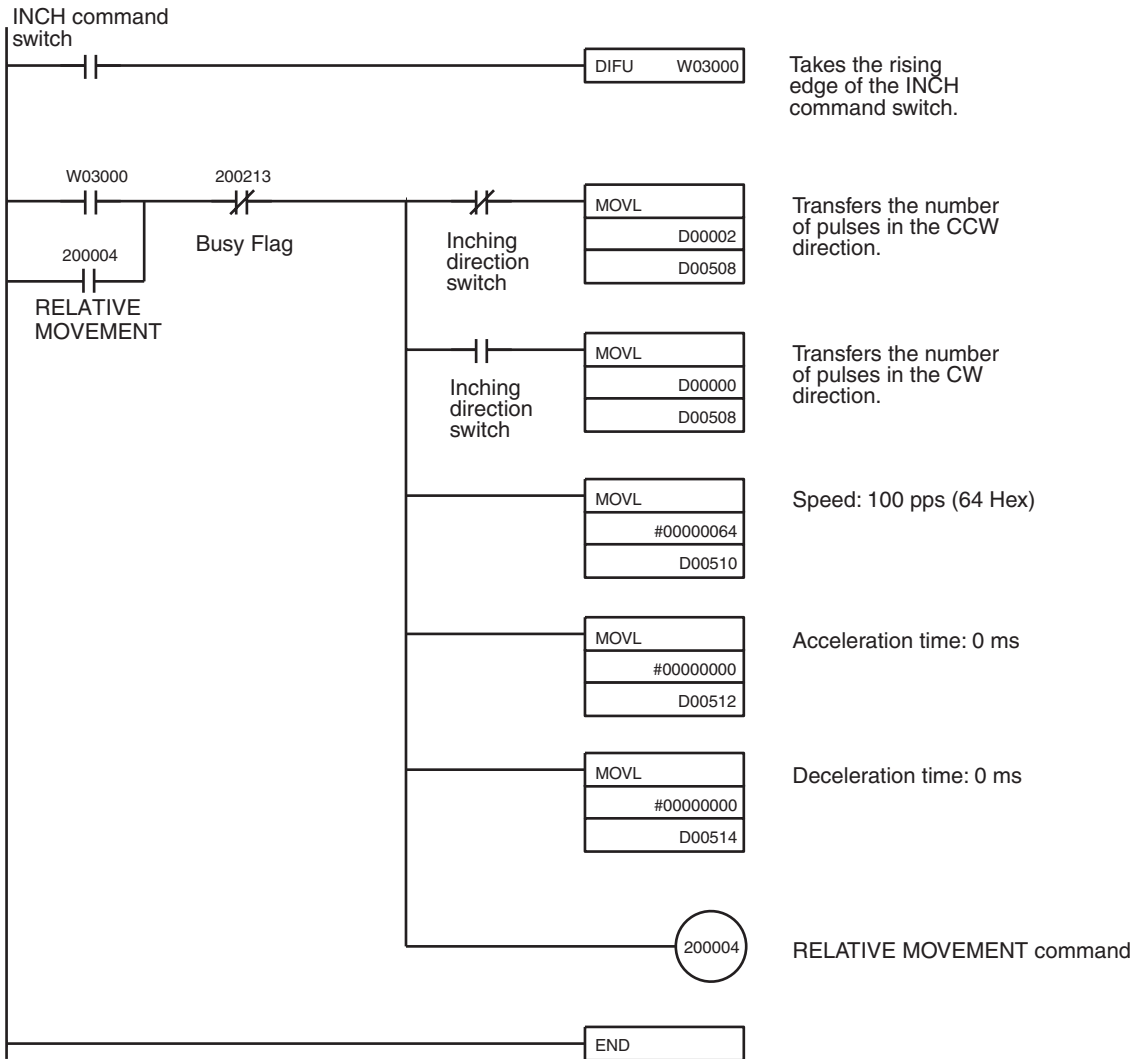 INCH command
switch
DIFU W03000
Takes the rising
edge of the INCH
command switch.
W03000
200213
Busy Flag
200004
RELATIVE
MOVEMENT
Inching
direction
switch
MOVL
D00002
D00508
Transfers the number
of pulses in the CCW
direction.
Inching
direction
switch
MOVL
D00000
D00508
Transfers the number
of pulses in the CW
direction.
MOVL
#00000064
D00510
Speed: 100 pps (64 Hex)
MOVL
#00000000
D00512
Acceleration time: 0 ms
MOVL
#00000000
D00514
Deceleration time: 0 ms
200004
RELATIVE MOVEMENT command
END